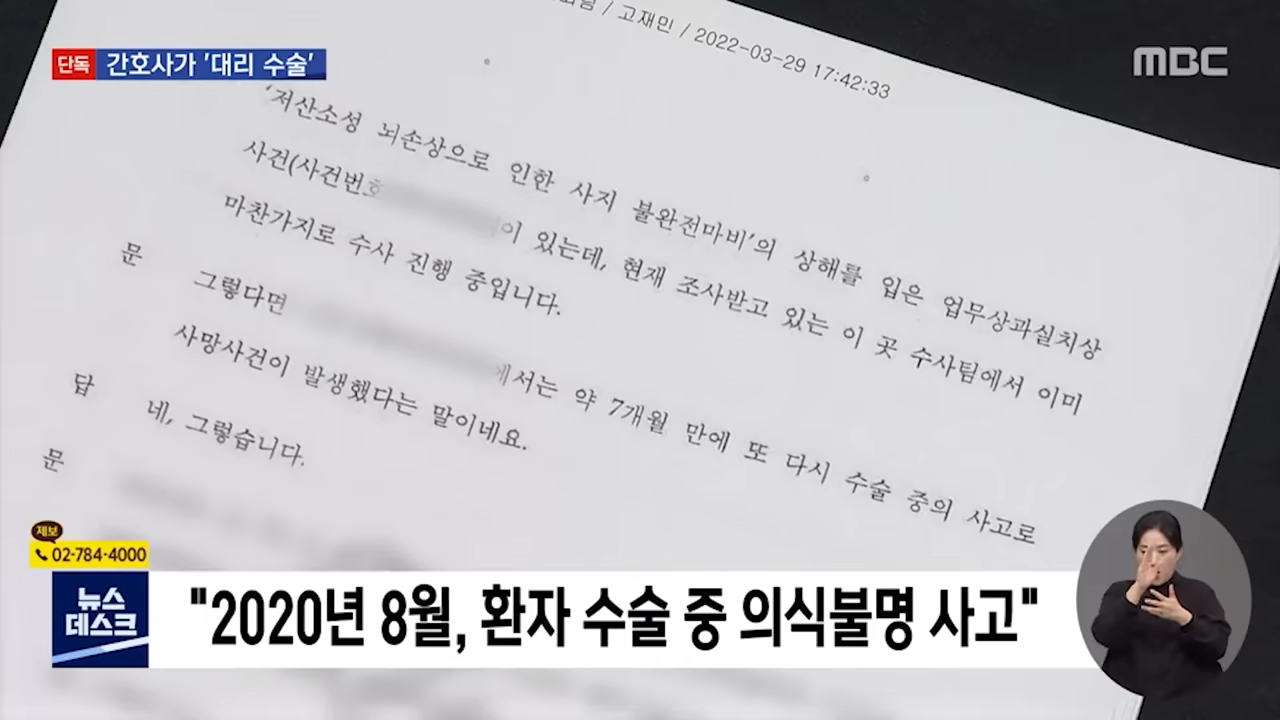 / 고재민 / 2022-03-29 17:42:33
단독 간호사가 '대리 수술'
MBC
'저산소성 뇌손상으로 인한 사지 불완전마비'의 상해를 입은 업무상과실치상
사건(사건번호 이 있는데, 현재 조사받고 있는 이 곳 수사팀에서 이미
마찬가지로 수사 진행 중입니다.
문 그렇다면 에서는 약 7개월 만에 또 다시 수술 중의 사고로
사망사건이 발생했다는 말이네요.
답 네, 그렇습니다.
문
제보
02-784-4000
뉴스
데스크
"2020년 8월, 환자 수술 중 의식불명 사고"